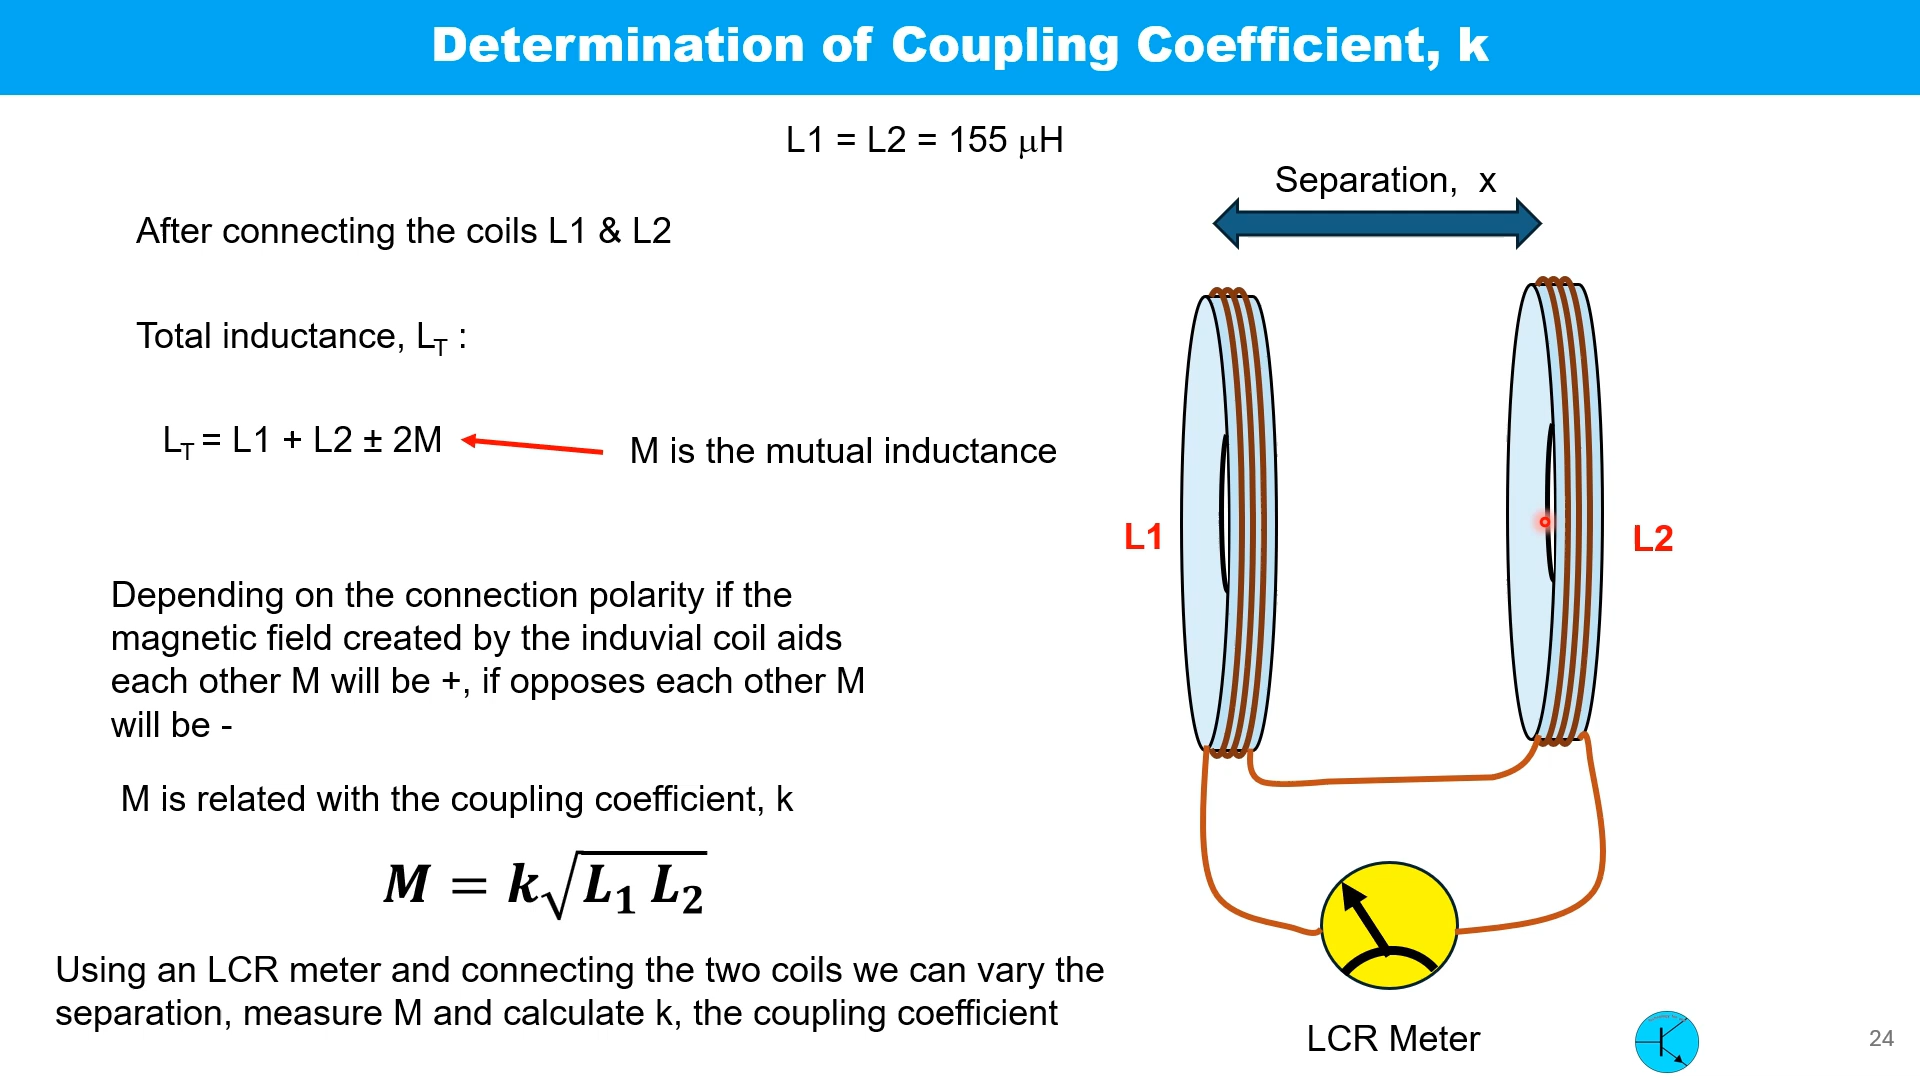 Determination of Coupling Coefficient, k
L1 = L2 = 155 µH
Separation, x
After connecting the coils L1 & L2
Total inductance, L_T :
L_T = L1 + L2 ± 2M
M is the mutual inductance
L1
L2
Depending on the connection polarity if the
magnetic field created by the induvial coil aids
each other M will be +, if opposes each other M
will be -
M is related with the coupling coefficient, k
M = k√(L₁ L₂)
Using an LCR meter and connecting the two coils we can vary the
separation, measure M and calculate k, the coupling coefficient
LCR Meter
24